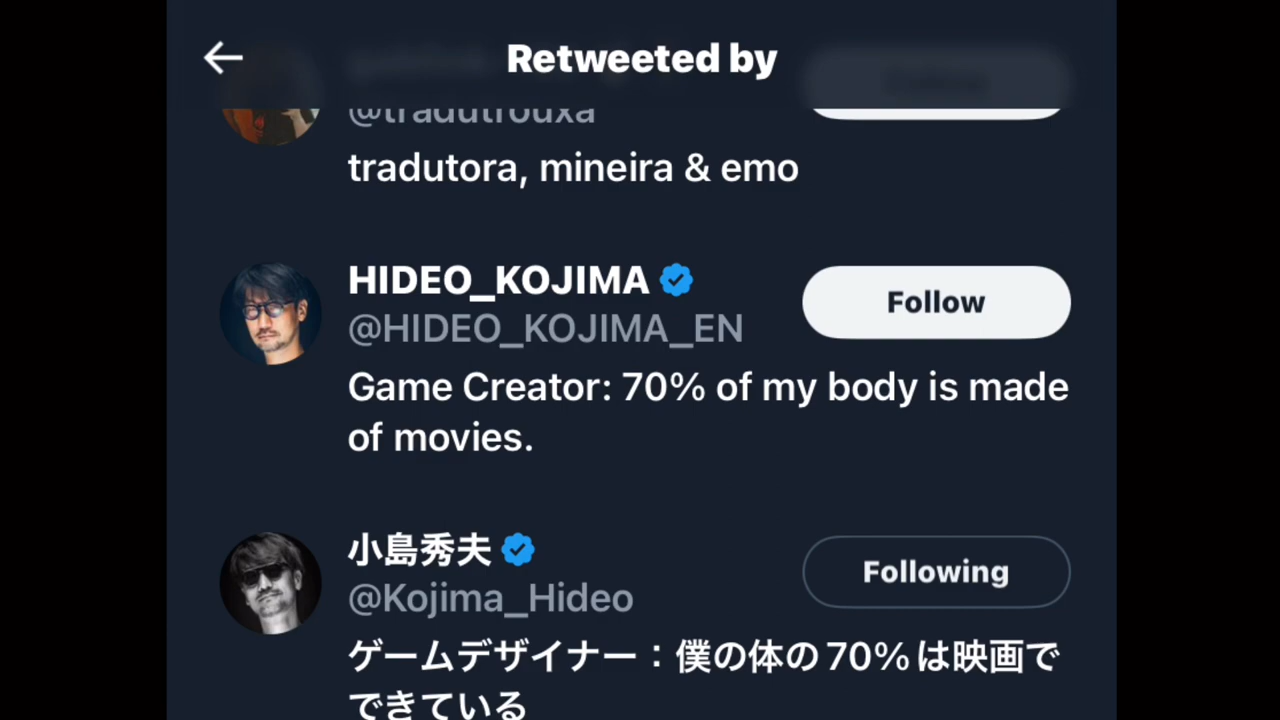 Retweeted by
@tradutrouxa
tradutora, mineira & emo
HIDEO_KOJIMA
Follow
@HIDEO_KOJIMA_EN
Game Creator: 70% of my body is made
of movies.
小島秀夫
Following
@Kojima_Hideo
ゲームデザイナー：僕の体の70%は映画で
できている